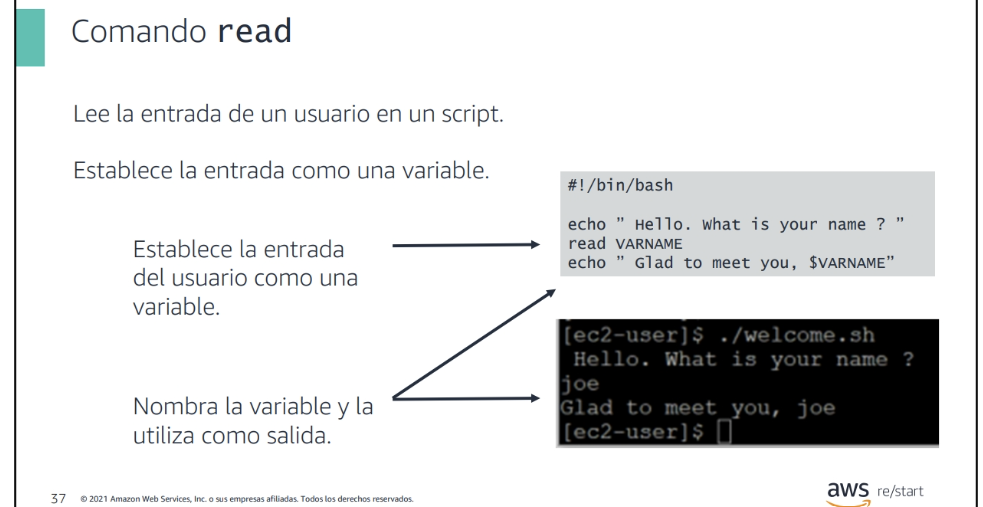 Comando read
Lee la entrada de un usuario en un script.
Establece la entrada como una variable.
#!/bin/bash
echo " Hello. What is your name ? ”
read VARNAME
echo ” Glad to meet you, $VARNAME”
Establece la entrada
del usuario como una
variable.
[ec2-user]$ ./welcome.sh
Hello. What is your name ?
joe
Glad to meet you, joe
[ec2-user]$
Nombra la variable y la
utiliza como salida.
37 © 2021 Amazon Web Services, Inc. o sus empresas afiliadas. Todos los derechos reservados.
aws re/start